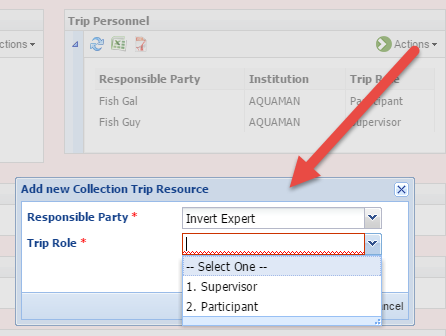 Trip Personnel
ctions
Actions
Responsible Party Institution Trip Role
Fish Gal AQUAMAN Participant
Fish Guy AQUAMAN Supervisor
Add new Collection Trip Resource
Responsible Party * Invert Expert
Trip Role *
-- Select One --
1. Supervisor
2. Participant
ancel